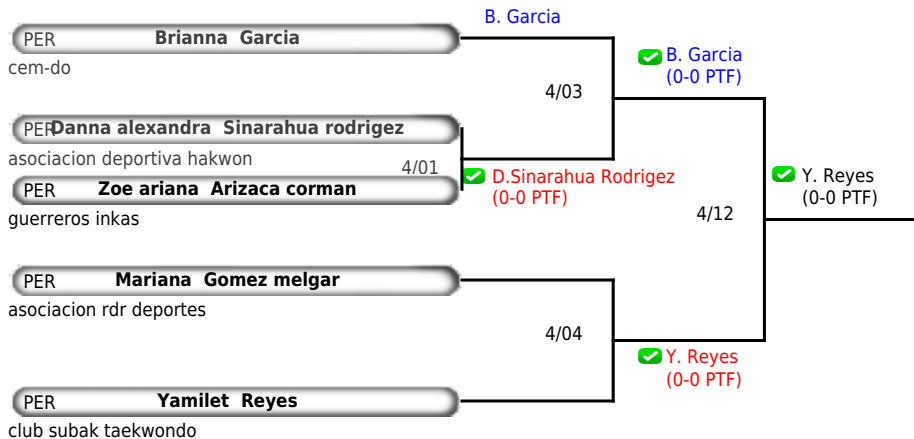 B. Garcia
PER Brianna Garcia
cem-do
B. Garcia
(0-0 PTF)
4/03
PER Danna alexandra Sinarahua rodrigez
asociacion deportiva hakwon
4/01
D.Sinarahua Rodrigez
(0-0 PTF)
PER Zoe ariana Arizaca corman
guerreros inkas
Y. Reyes
(0-0 PTF)
4/12
PER Mariana Gomez melgar
asociacion rdr deportes
4/04
Y. Reyes
(0-0 PTF)
PER Yamilet Reyes
club subak taekwondo